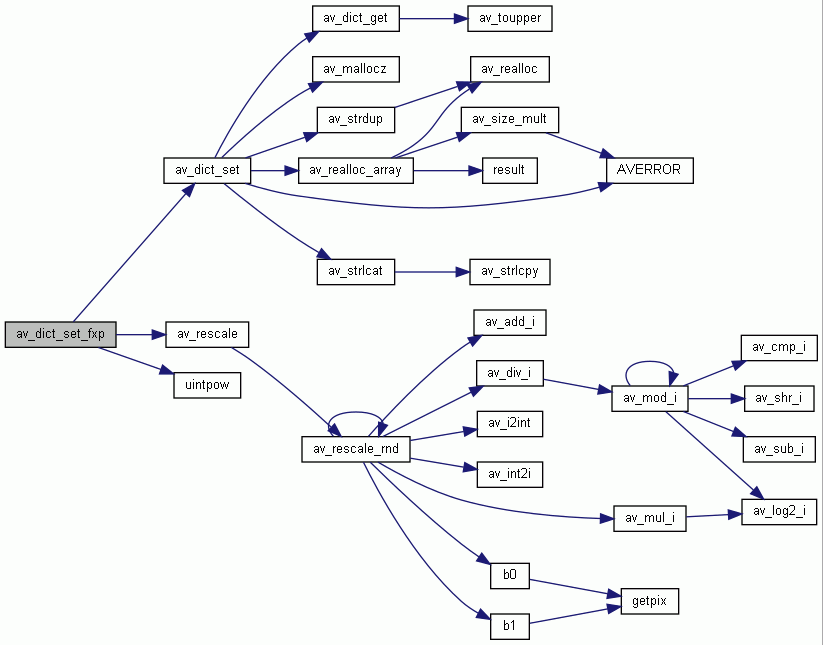 av_dict_get
av_toupper
av_mallocz
av_realloc
av_strdup
av_size_mult
av_dict_set
av_realloc_array
result
AVERROR
av_strlcat
av_strlcpy
av_dict_set_fxp
av_rescale
uintpow
av_add_i
av_cmp_i
av_div_i
av_mod_i
av_shr_i
av_i2int
av_rescale_rnd
av_sub_i
av_int2i
av_mul_i
av_log2_i
b0
getpix
b1